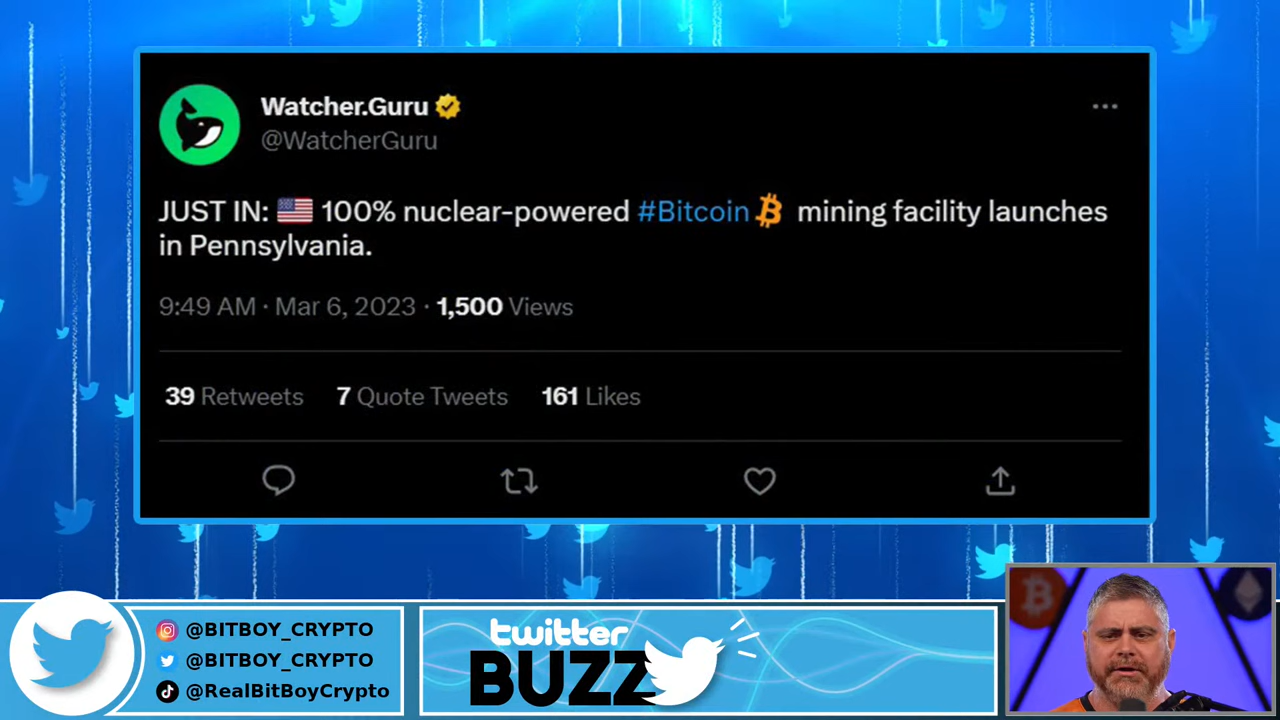 Watcher.Guru
@WatcherGuru
JUST IN: 🇺🇸 100% nuclear-powered #Bitcoin mining facility launches
in Pennsylvania.
9:49 AM · Mar 6, 2023 · 1,500 Views
39 Retweets 7 Quote Tweets 161 Likes
@BITBOY_CRYPTO
@BITBOY_CRYPTO
@RealBitBoyCrypto
twitter
BUZZ